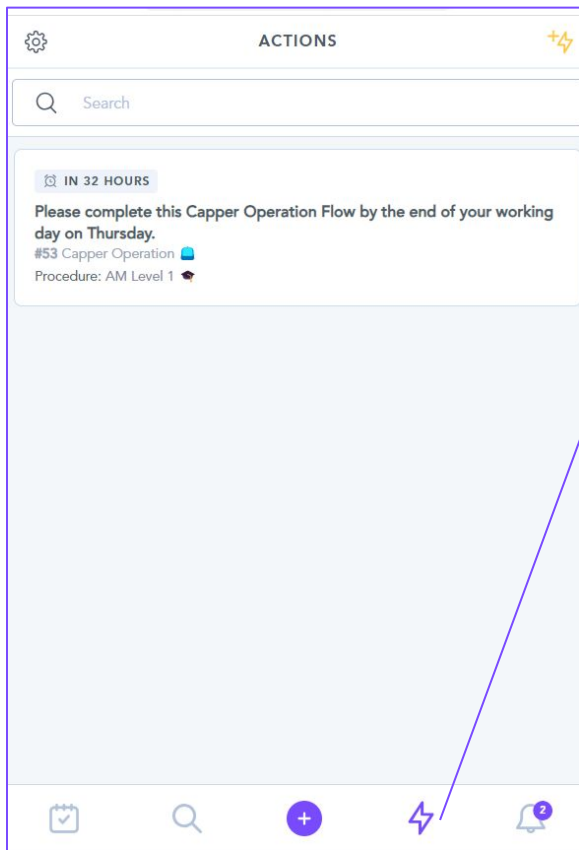 ACTIONS
Search
IN 32 HOURS
Please complete this Capper Operation Flow by the end of your working
day on Thursday.
#53 Capper Operation
Procedure: AM Level 1
2